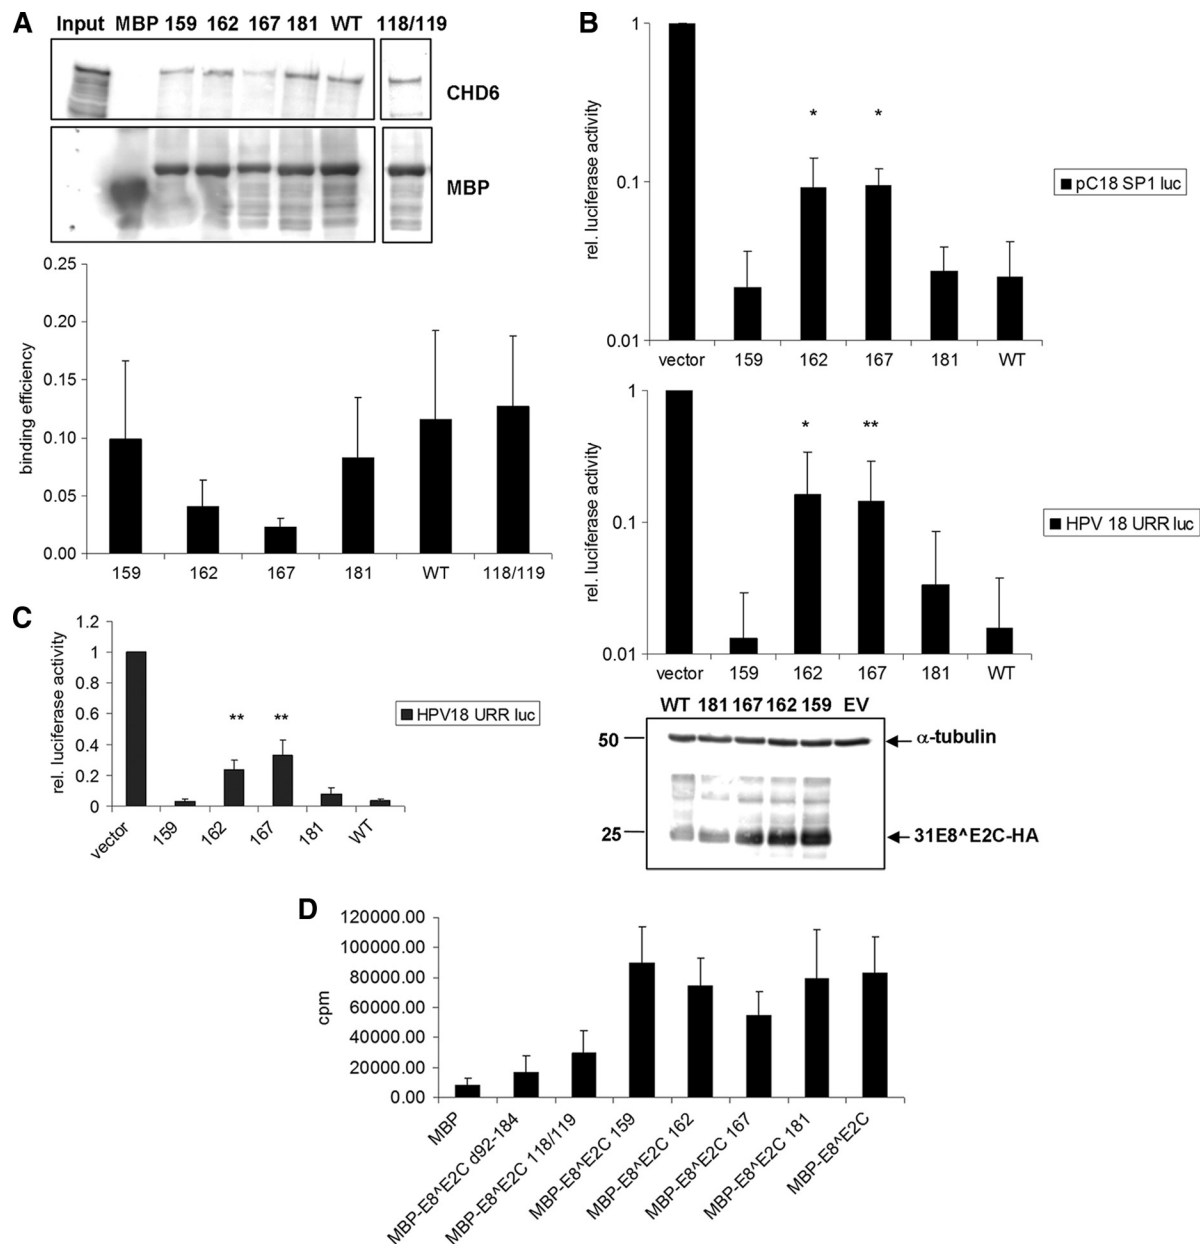 A
Input MBP 159 162 167 181 WT 118/119
CHD6
MBP
0.25
0.20
0.15
0.10
0.05
0.00
binding efficiency
159 162 167 181 WT 118/119
B
1
0.1
0.01
rel. luciferase activity
* *
pC18 SP1 luc
vector 159 162 167 181 WT
1
0.1
0.01
rel. luciferase activity
* **
HPV 18 URR luc
vector 159 162 167 181 WT
WT 181 167 162 159 EV
50
α-tubulin
25
31E8^E2C-HA
C
1.2
1
0.8
0.6
0.4
0.2
0
rel. luciferase activity
** **
HPV18 URR luc
vector 159 162 167 181 WT
D
120000.00
100000.00
80000.00
60000.00
40000.00
20000.00
0.00
cpm
MBP
MBP-E8^E2C d92-184
MBP-E8^E2C 118/119
MBP-E8^E2C 159
MBP-E8^E2C 162
MBP-E8^E2C 167
MBP-E8^E2C 181
MBP-E8^E2C